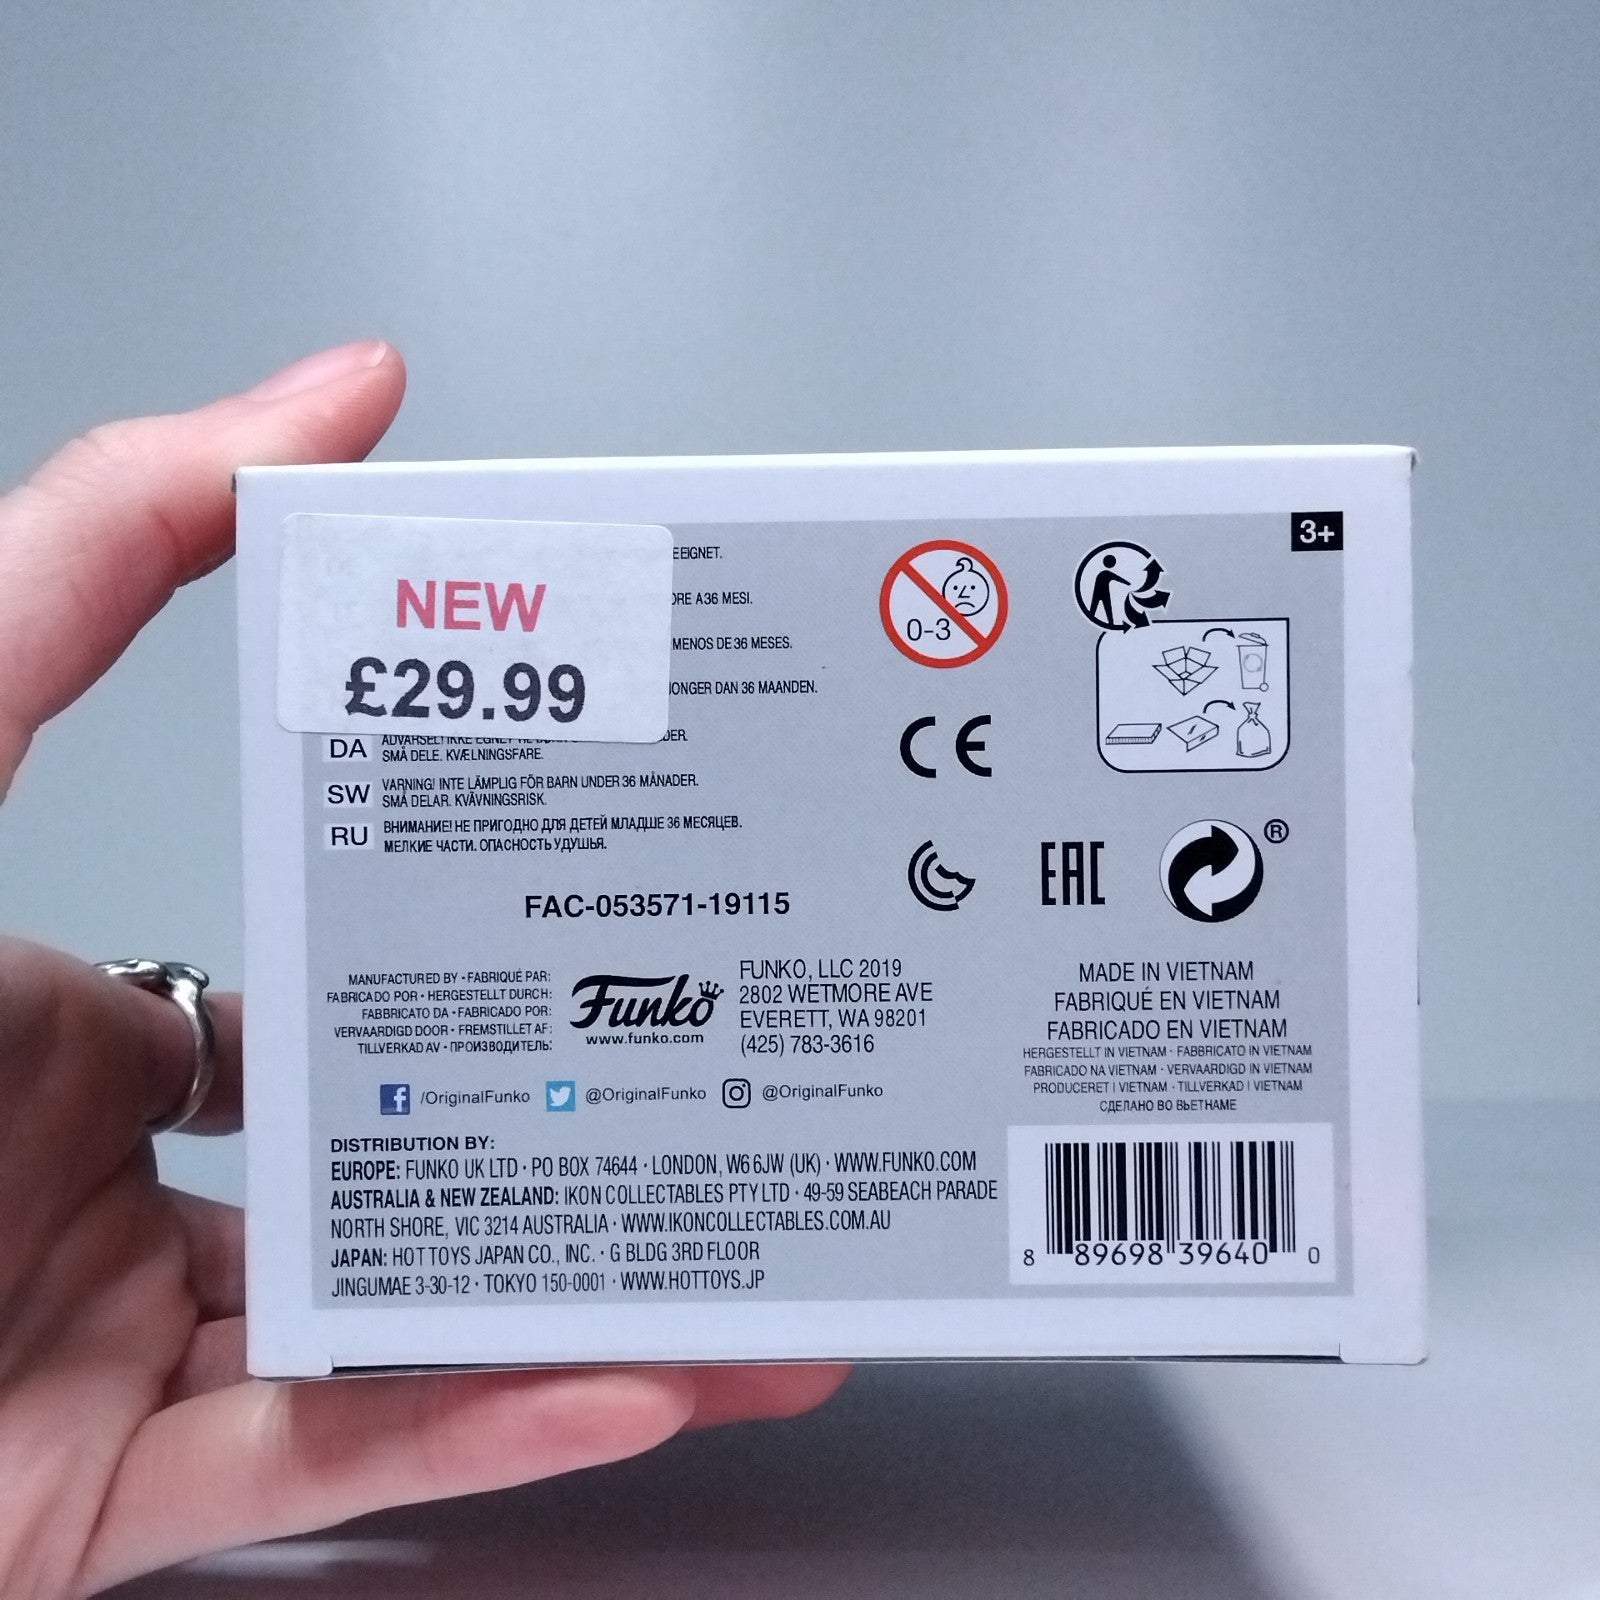 NEW
£29.99
EEIGNET.
ORE A 36 MESI.
MENOS DE 36 MESES.
JONGER DAN 36 MAANDEN.
DA
DER.
SMÅ DELE. KVÆLNINGSFARE.
SW
VARNING! INTE LÄMPLIG FÖR BARN UNDER 36 MÅNADER.
SMÅ DELAR. KVÄVNINGSRISK.
RU
ВНИМАНИЕ! НЕ ПРИГОДНО ДЛЯ ДЕТЕЙ МЛАДШЕ 36 МЕСЯЦЕВ.
МЕЛКИЕ ЧАСТИ. ОПАСНОСТЬ УДУШЬЯ.
3+
0-3
CE
EAC
®
FAC-053571-19115
MANUFACTURED BY • FABRIQUÉ PAR:
FABRICADO POR • HERGESTELLT DURCH:
FABBRICATO DA • FABRICADO POR:
VERVAARDIGD DOOR • FREMSTILLET AF:
TILLVERKAD AV • ПРОИЗВОДИТЕЛЬ:
Funko
www.funko.com
FUNKO, LLC 2019
2802 WETMORE AVE
EVERETT, WA 98201
(425) 783-3616
MADE IN VIETNAM
FABRIQUÉ EN VIETNAM
FABRICADO EN VIETNAM
HERGESTELLT IN VIETNAM • FABBRICATO IN VIETNAM
FABRICADO NA VIETNAM • VERVAARDIGD IN VIETNAM
PRODUCERET I VIETNAM • TILLVERKAD I VIETNAM
СДЕЛАНО ВО ВЬЕТНАМЕ
f /OriginalFunko @OriginalFunko @OriginalFunko
DISTRIBUTION BY:
EUROPE: FUNKO UK LTD • PO BOX 74644 • LONDON, W6 6JW (UK) • WWW.FUNKO.COM
AUSTRALIA & NEW ZEALAND: IKON COLLECTABLES PTY LTD • 49-59 SEABEACH PARADE
NORTH SHORE, VIC 3214 AUSTRALIA • WWW.IKONCOLLECTABLES.COM.AU
JAPAN: HOT TOYS JAPAN CO., INC. • G BLDG 3RD FLOOR
JINGUMAE 3-30-12 • TOKYO 150-0001 • WWW.HOTTOYS.JP
8 89698 39640 0